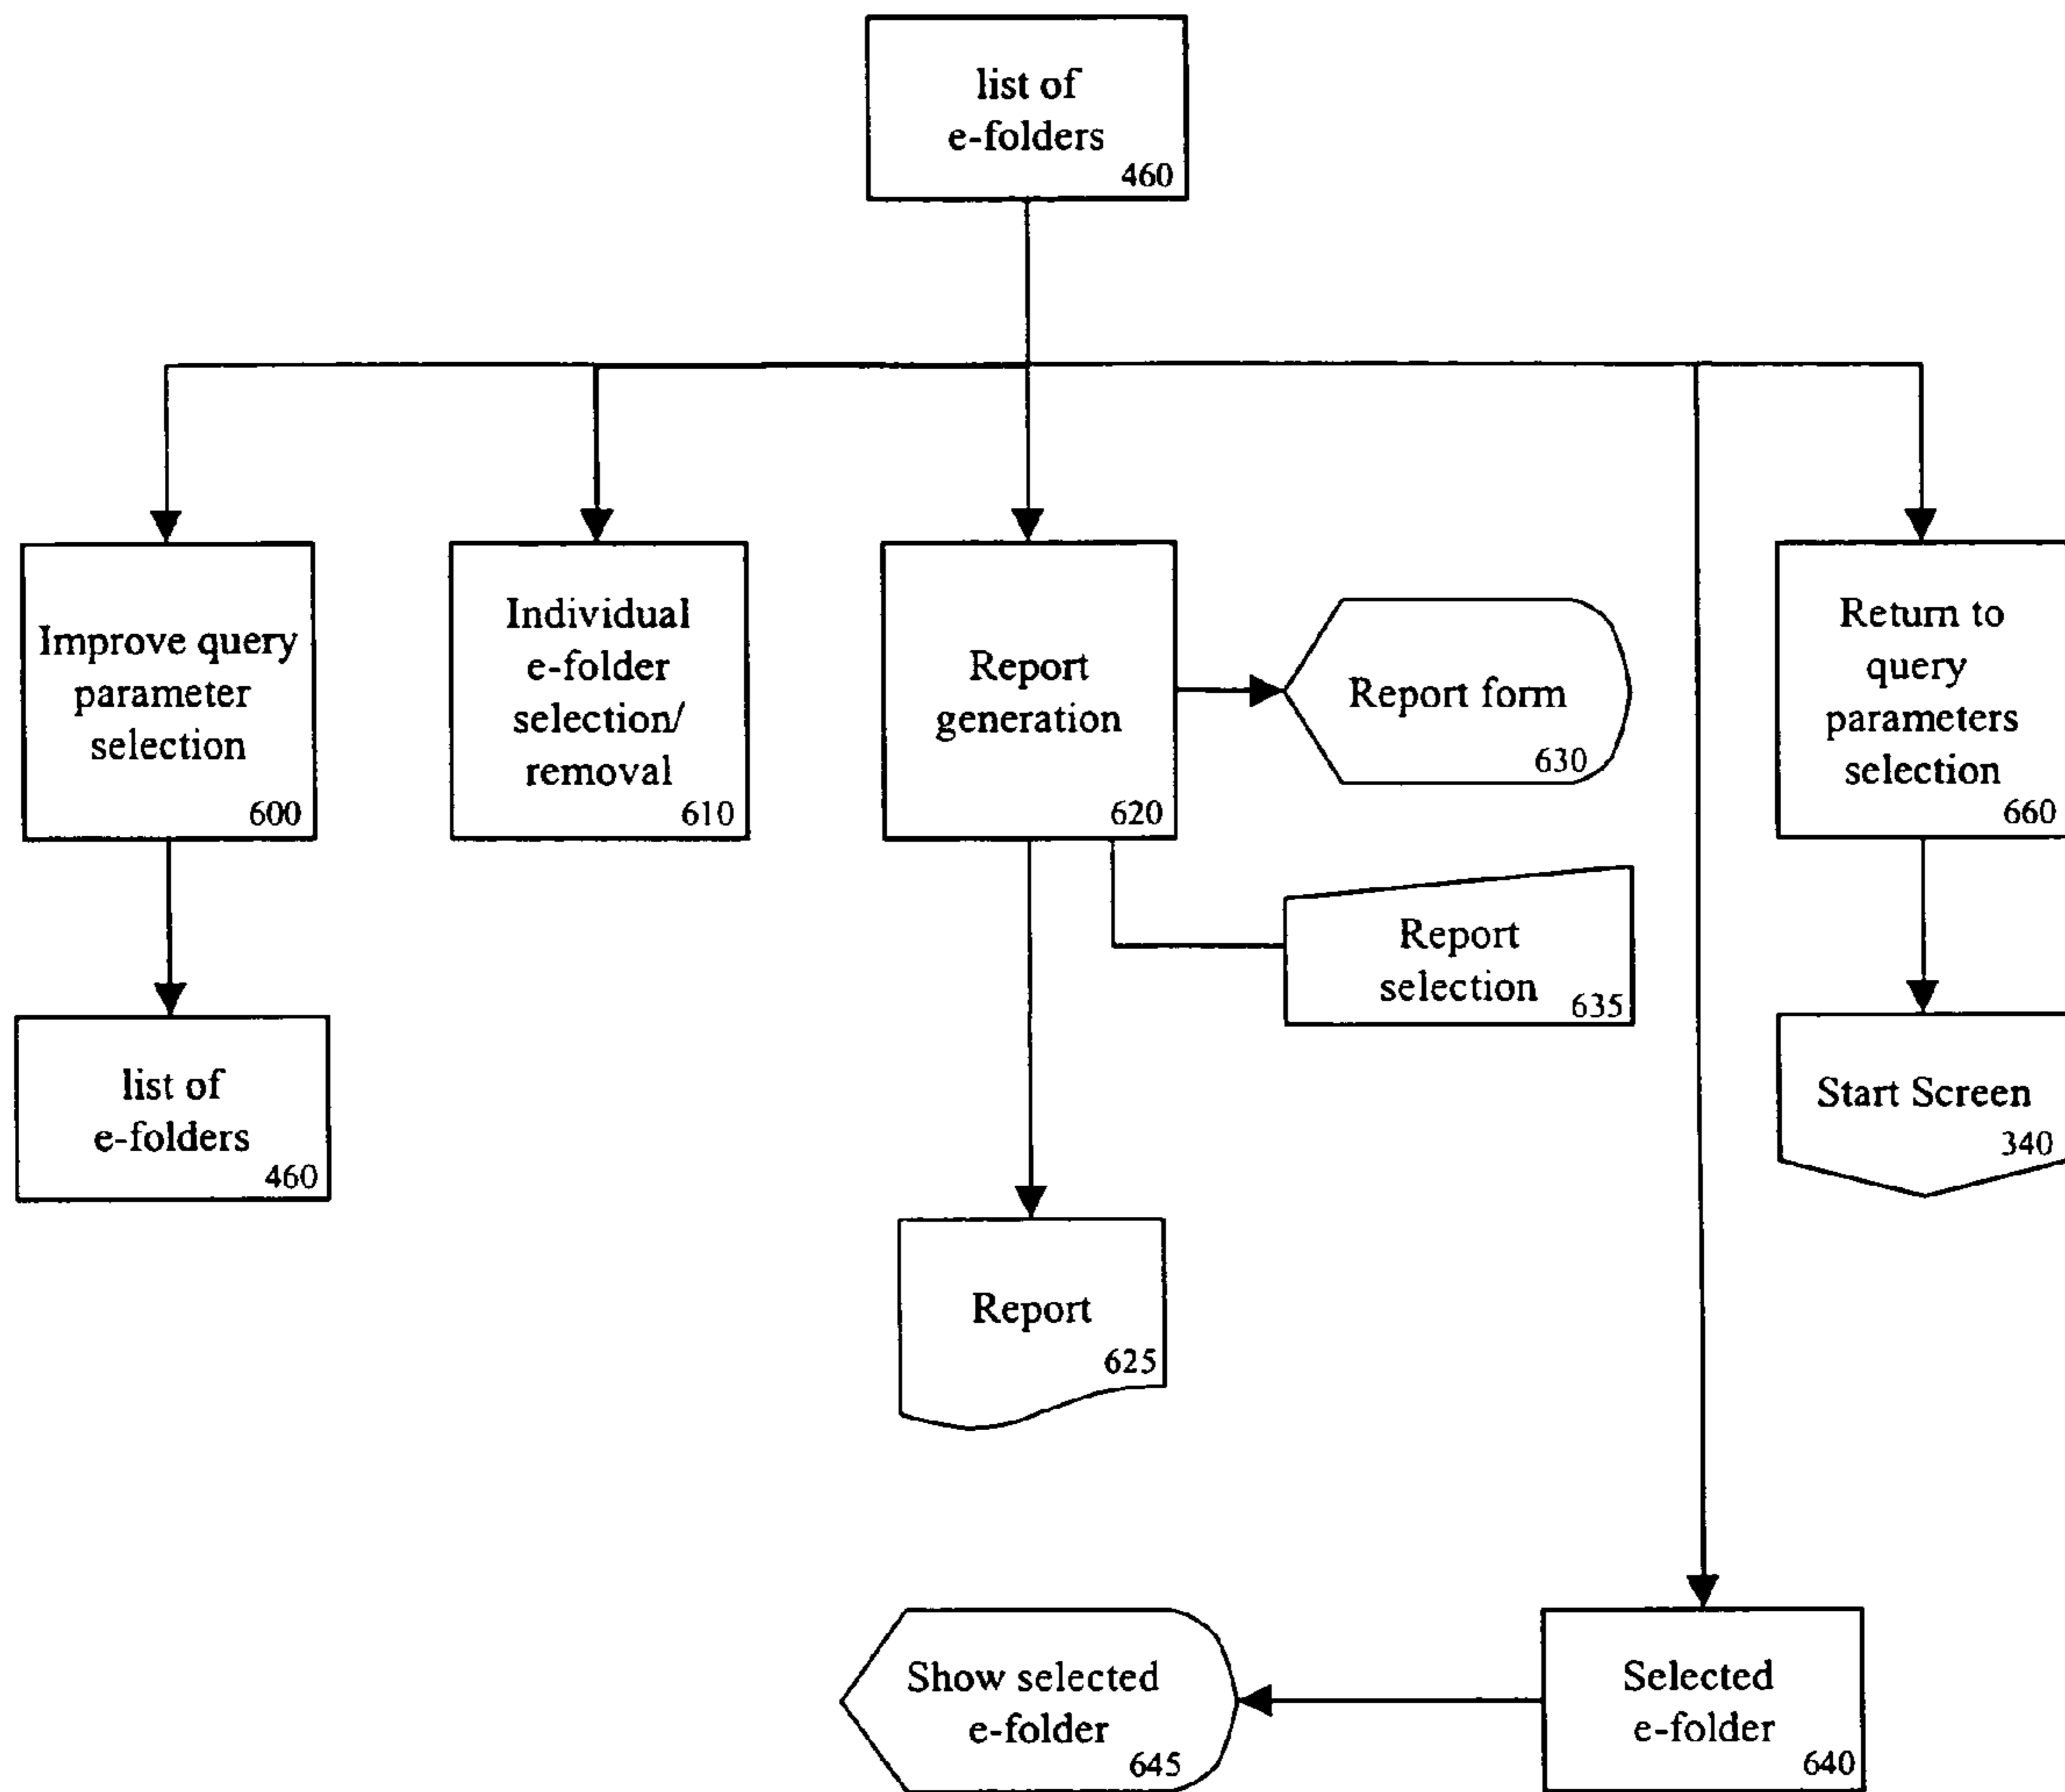 list of
e-folders
460
Improve query
parameter
selection
600
Individual
e-folder
selection/
removal
610
Report
generation
620
Report form
630
Return to
query
parameters
selection
660
Report
selection
635
list of
e-folders
460
Start Screen
340
Report
625
Show selected
e-folder
645
Selected
e-folder
640